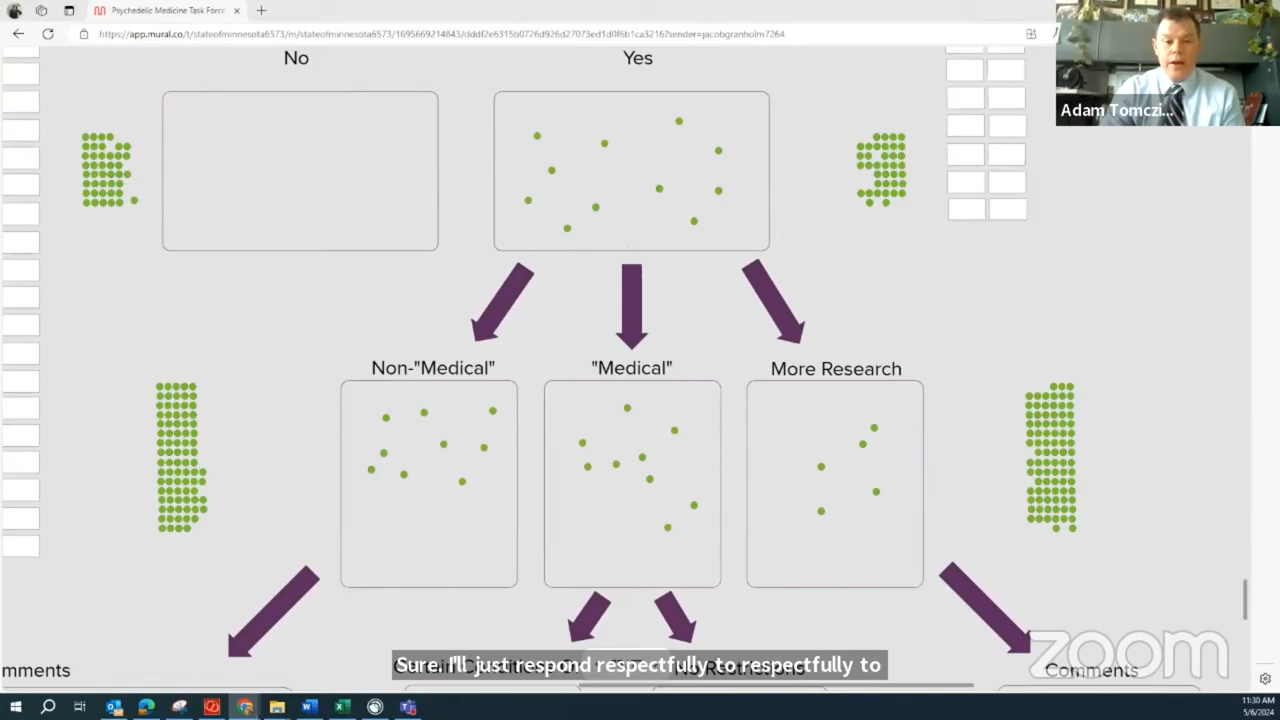 Psychedelic Medicine Task Force
https://app.mural.co/t/stateofminnesota6573/m/stateofminnesota6573/1695669214843/dddf2e6315b0726d926d27073ed1d0f6b1ca3216?sender=jacobgranholm7264
Adam Tomczi...
No
Yes
Non-"Medical"
"Medical"
More Research
Sure, I'll just respond respectfully to respectfully to
mments
No Restrictions
Comments
zoom
11:30 AM
5/6/2024